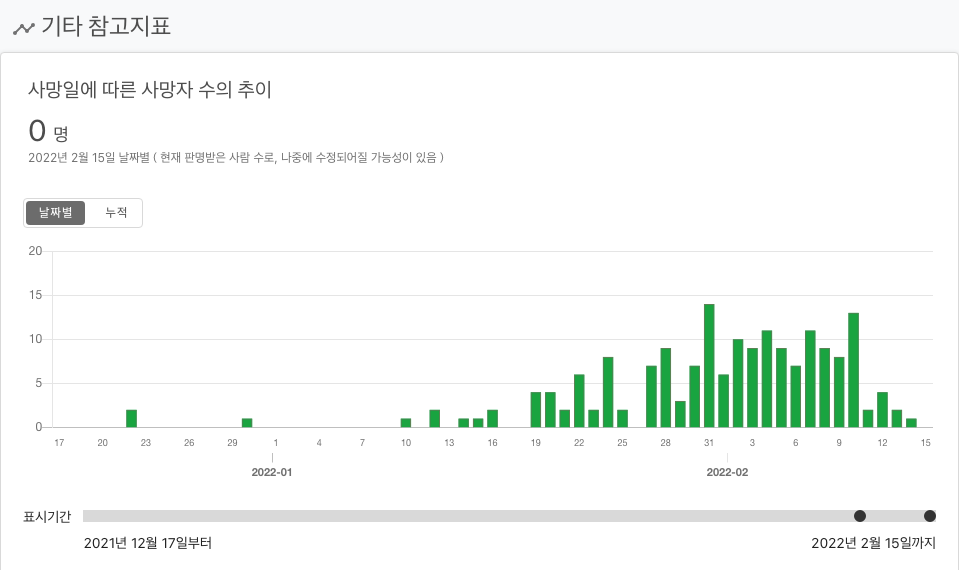 기타 참고지표
사망일에 따른 사망자 수의 추이
0 명
2022년 2월 15일 날짜별 ( 현재 판명받은 사람 수로, 나중에 수정되어질 가능성이 있음 )
날짜별 누적
20
15
10
5
0
17 20 23 26 29 1 4 7 10 13 16 19 22 25 28 31 3 6 9 12 15
2022-01 2022-02
표시기간
2021년 12월 17일부터 2022년 2월 15일까지